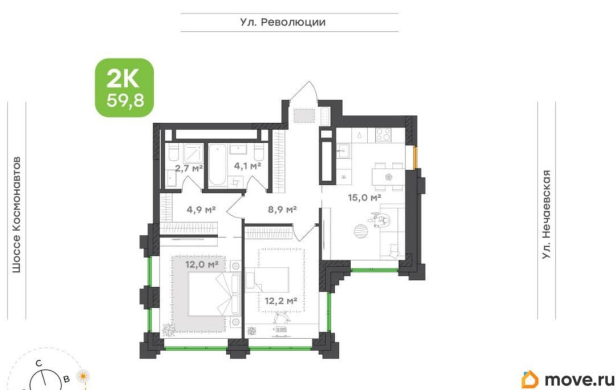 Ул. Революции
2К
59,8
Шоссе Космонавтов
Ул. Нечаевская
2,7 м²
4,1 м²
4,9 м²
8,9 м²
15,0 м²
12,0 м²
12,2 м²
С
В
move.ru